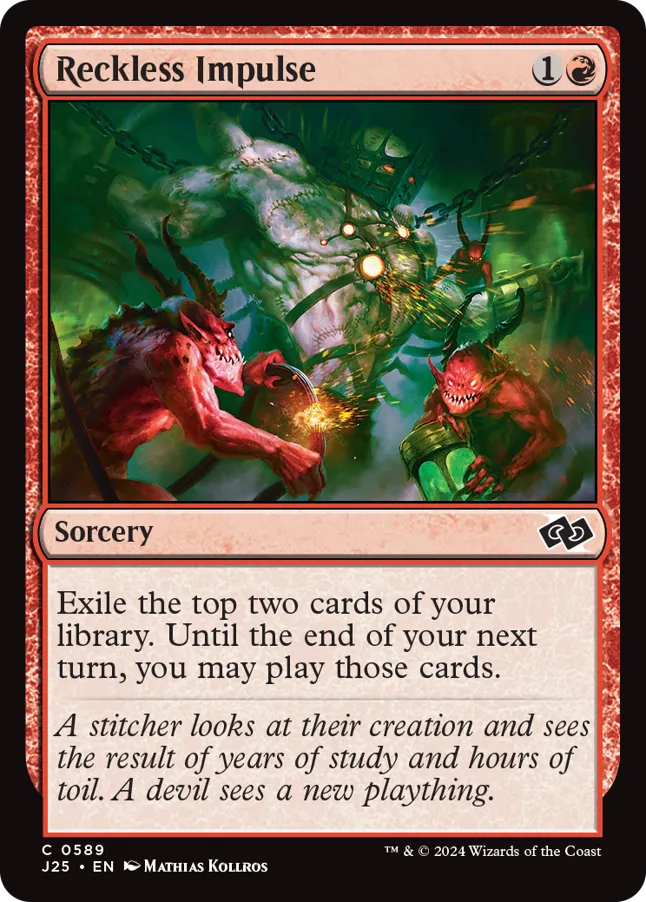 Reckless Impulse 1
Sorcery
Exile the top two cards of your
library. Until the end of your next
turn, you may play those cards.
A stitcher looks at their creation and sees
the result of years of study and hours of
toil. A devil sees a new plaything.
C 0589
J25 • EN Mathias Kollros
™ & © 2024 Wizards of the Coast